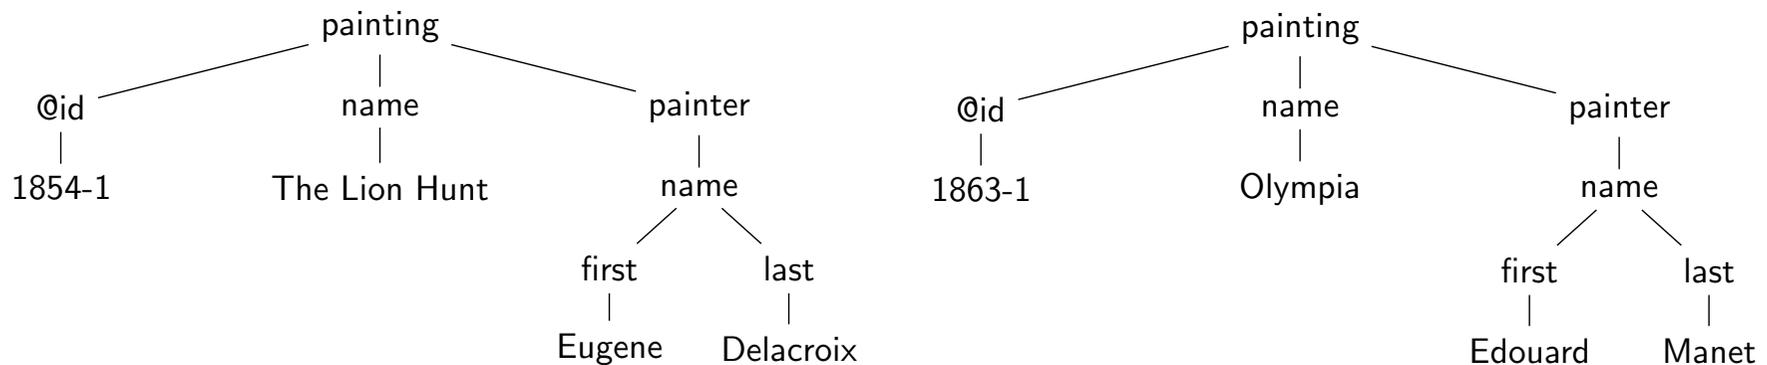 painting
@id name painter
1854-1 The Lion Hunt name
first last
Eugene Delacroix
painting
@id name painter
1863-1 Olympia name
first last
Edouard Manet